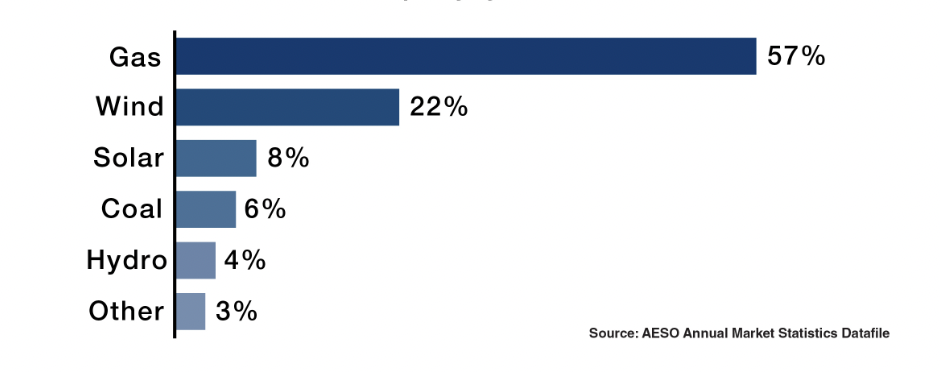 Gas 57%
Wind 22%
Solar 8%
Coal 6%
Hydro 4%
Other 3%
Source: AESO Annual Market Statistics Datafile